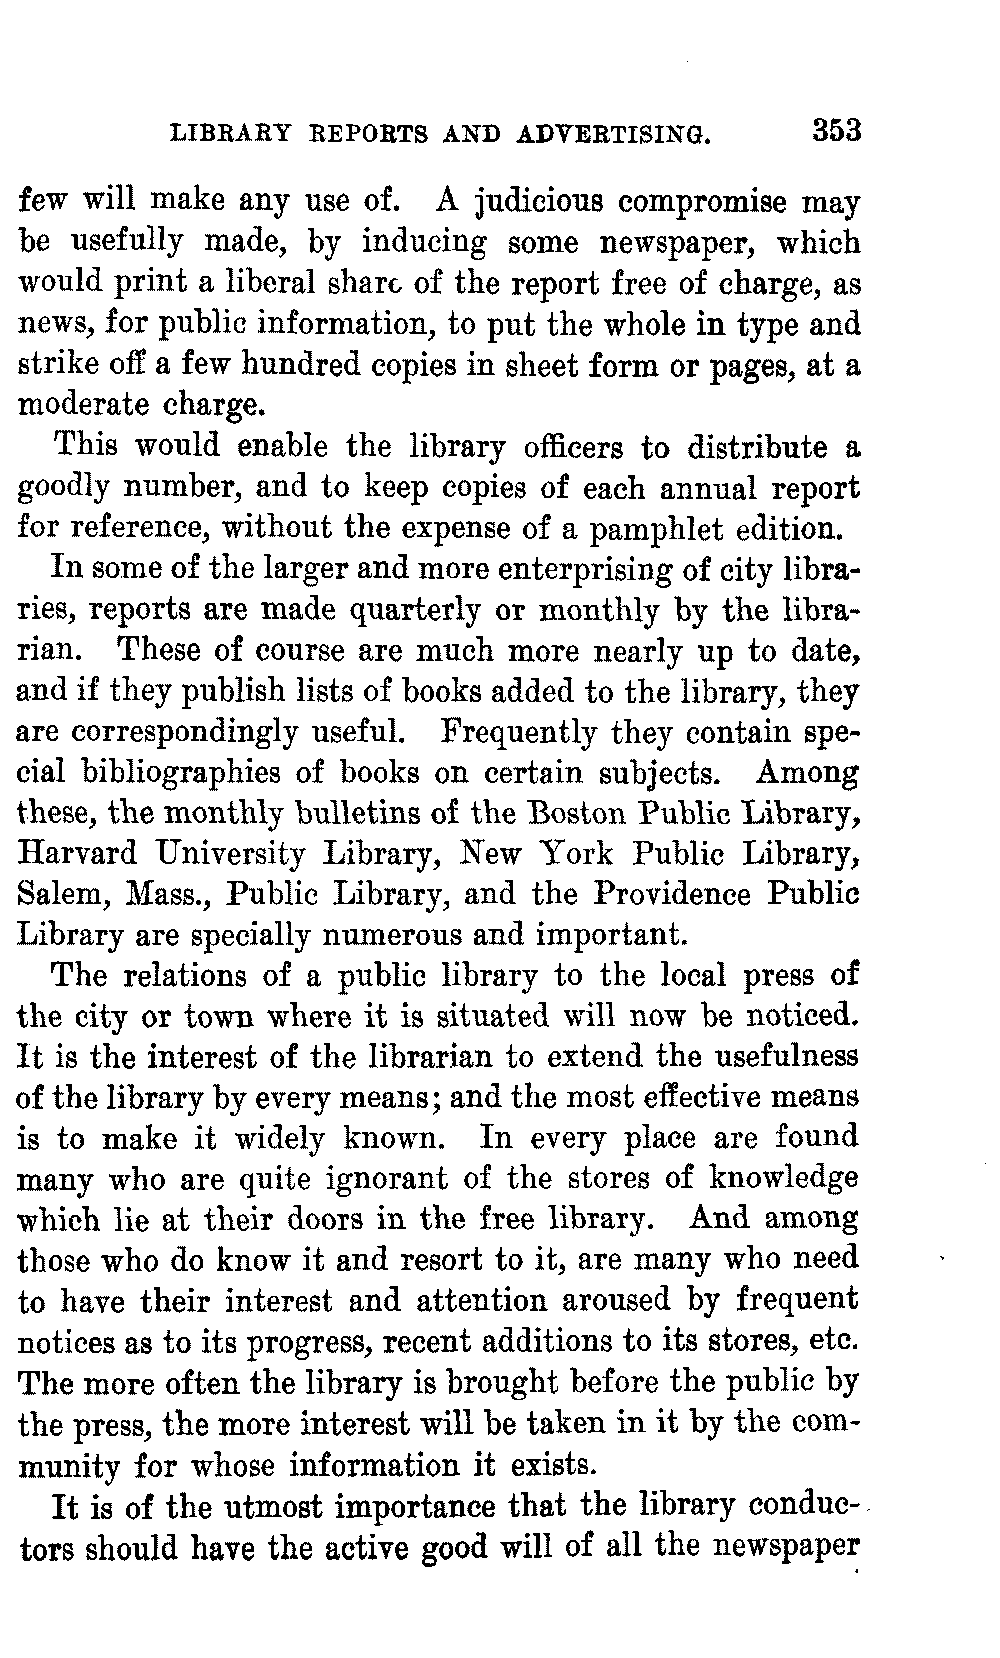 LIBRARY REPORTS AND ADVERTISING. 353
few will make any use of. A judicious compromise may
be usefully made, by inducing some newspaper, which
would print a liberal share of the report free of charge, as
news, for public information, to put the whole in type and
strike off a few hundred copies in sheet form or pages, at a
moderate charge.
This would enable the library officers to distribute a
goodly number, and to keep copies of each annual report
for reference, without the expense of a pamphlet edition.
In some of the larger and more enterprising of city libra-
ries, reports are made quarterly or monthly by the libra-
rian. These of course are much more nearly up to date,
and if they publish lists of books added to the library, they
are correspondingly useful. Frequently they contain spe-
cial bibliographies of books on certain subjects. Among
these, the monthly bulletins of the Boston Public Library,
Harvard University Library, New York Public Library,
Salem, Mass., Public Library, and the Providence Public
Library are specially numerous and important.
The relations of a public library to the local press of
the city or town where it is situated will now be noticed.
It is the interest of the librarian to extend the usefulness
of the library by every means; and the most effective means
is to make it widely known. In every place are found
many who are quite ignorant of the stores of knowledge
which lie at their doors in the free library. And among
those who do know it and resort to it, are many who need
to have their interest and attention aroused by frequent
notices as to its progress, recent additions to its stores, etc.
The more often the library is brought before the public by
the press, the more interest will be taken in it by the com-
munity for whose information it exists.
It is of the utmost importance that the library conduc-
tors should have the active good will of all the newspaper